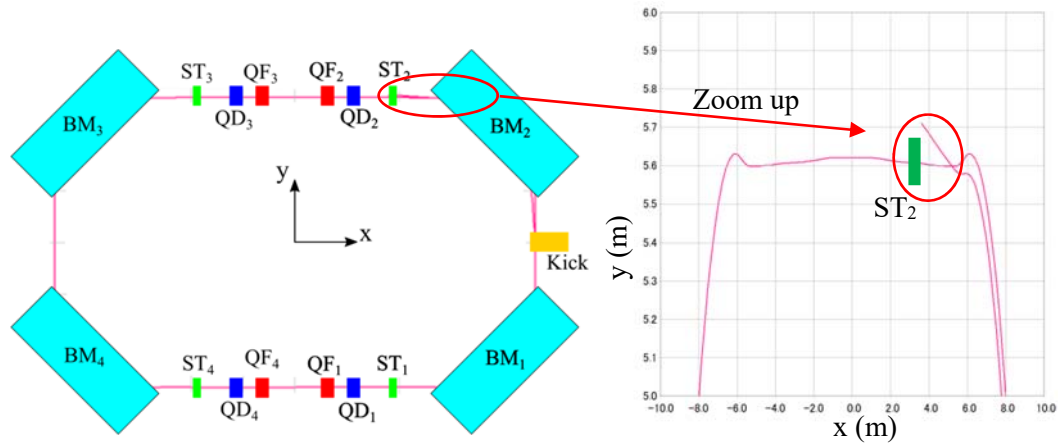 ST3 QF3 QF2 ST2
QD3 QD2
BM3 BM2
y
x
Kick
BM4 BM1
ST4 QF4 QF1 ST1
QD4 QD1
Zoom up
6.0
5.9
5.8
5.7
5.6
5.5
5.4
5.3
5.2
5.1
5.0
ST2
y (m)
-10.0 -8.0 -6.0 -4.0 -2.0 0.0 2.0 4.0 6.0 8.0 10.0
x (m)